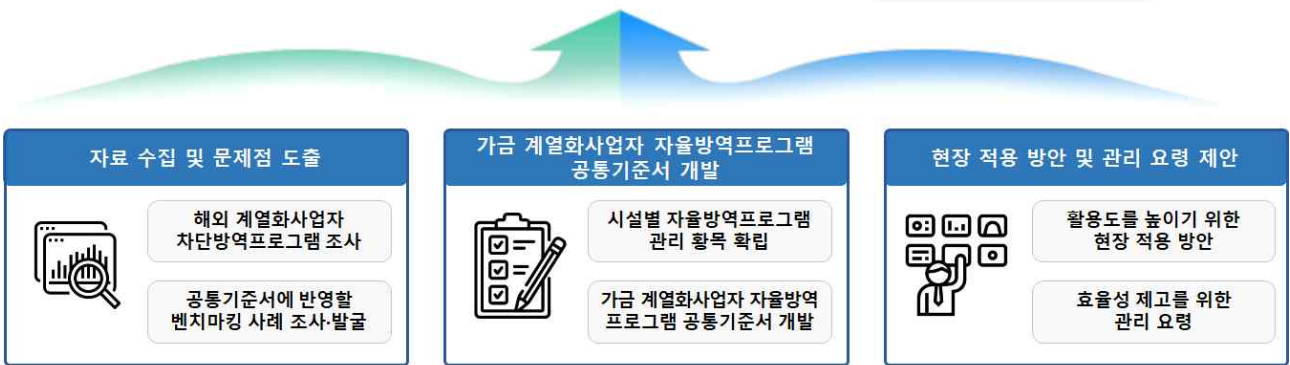 자료 수집 및 문제점 도출
해외 계열화사업자
차단방역프로그램 조사
공통기준서에 반영할
벤치마킹 사례 조사·발굴
가금 계열화사업자 자율방역프로그램
공통기준서 개발
시설별 자율방역프로그램
관리 황목 확립
가금 계열화사업자 자율방역
프로그램 공통기준서 개발
현장 적용 방안 및 관리 요령 제안
활용도를 높이기 위한
현장 적용 방안
효율성 제고를 위한
관리 요령